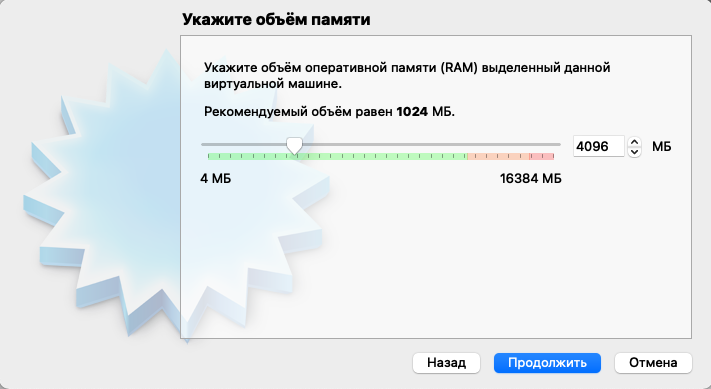 Укажите объём памяти
Укажите объём оперативной памяти (RAM) выделенный данной
виртуальной машине.
Рекомендуемый объём равен 1024 МБ.
4096 МБ
4 МБ 16384 МБ
Назад Продолжить Отмена